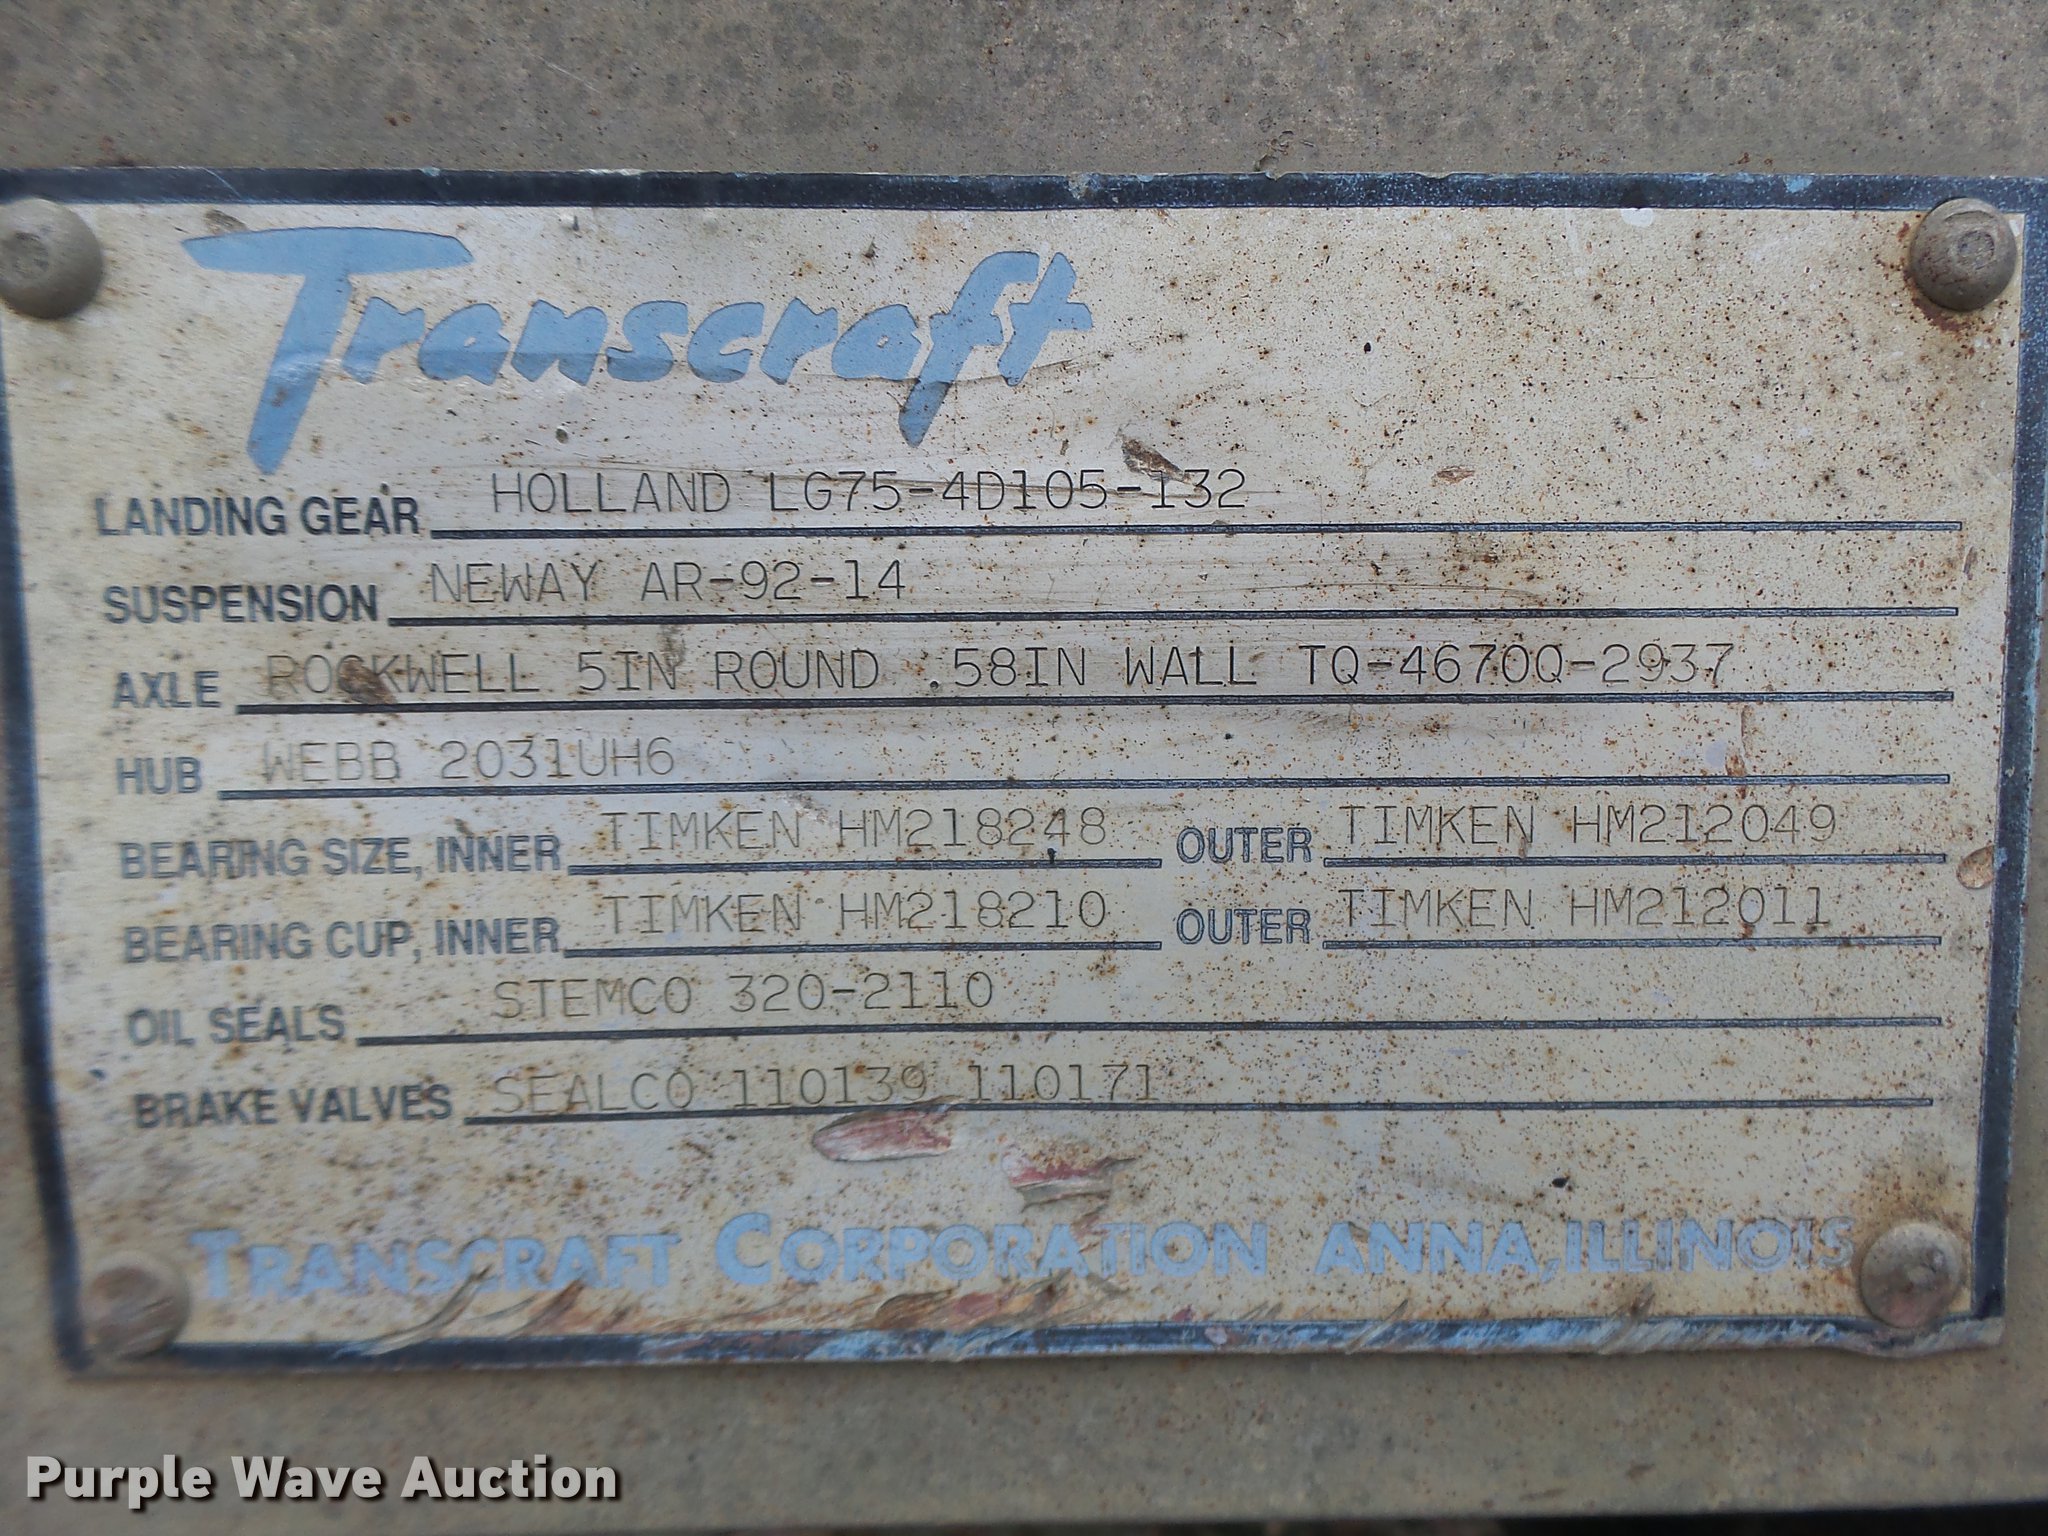 Transcraft
LANDING GEAR HOLLAND LG75-4D105-132
SUSPENSION NEWAY AR-92-14
AXLE ROCKWELL 5IN ROUND .58IN WALL TQ-4670Q-2937
HUB WEBB 2031UH6
BEARING SIZE, INNER TIMKEN HM218248 OUTER TIMKEN HM212049
BEARING CUP, INNER TIMKEN HM218210 OUTER TIMKEN HM212011
OIL SEALS STEMCO 320-2110
BRAKE VALVES SEALCO 110139 110171
TRANSCRAFT CORPORATION ANNA, ILLINOIS
Purple Wave Auction